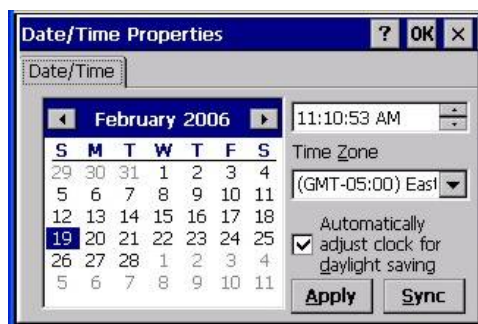 Date/Time Properties ? OK ×
Date/Time
February 2006
S M T W T F S
29 30 31 1 2 3 4
5 6 7 8 9 10 11
12 13 14 15 16 17 18
19 20 21 22 23 24 25
26 27 28 1 2 3 4
5 6 7 8 9 10 11
11:10:53 AM
Time Zone
(GMT-05:00) East
Automatically
adjust clock for
daylight saving
Apply Sync